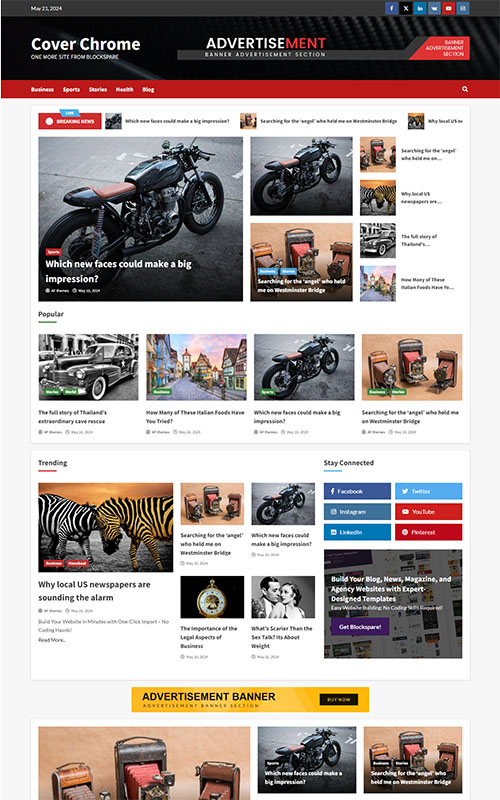 May 21, 2024
Cover Chrome
ONE MORE SITE FROM BLOCKSPARE
ADVERTISEMENT
BANNER ADVERTISEMENT SECTION
BANNER
ADVERTISEMENT
SECTION
Business Sports Stories Health Blog
LIVE
BREAKING NEWS
Which new faces could make a big impression?
Searching for the ‘angel’ who held me on Westminster Bridge
Why local US n
Sports
Which new faces could make a big
impression?
AF themes May 16, 2024
Business Stories
Searching for the ‘angel’ who held
me on Westminster Bridge
Searching for the ‘angel’
who held me on…
Why local US
newspapers are…
The full story of
Thailand’s…
How Many of These
Italian Foods Have Yo…
Popular
Stories World
The full story of Thailand’s
extraordinary cave rescue
AF themes May 16, 2024
Stories
How Many of These Italian Foods Have
You Tried?
AF themes May 16, 2024
Sports
Which new faces could make a big
impression?
AF themes May 16, 2024
Business Stories
Searching for the ‘angel’ who held me
on Westminster Bridge
AF themes May 16, 2024
Trending
Business Newsbeat
Why local US newspapers are
sounding the alarm
AF themes May 16, 2024
Build Your Website in Minutes with One-Click Import – No
Coding Hassle!
Read More..
Searching for the ‘angel’
who held me on
Westminster Bridge
May 16, 2024
Which new faces could
make a big impression?
May 16, 2024
The Importance of the
Legal Aspects of
Business
May 16, 2024
What’s Scarier Than the
Sex Talk? Its About
Weight
May 16, 2024
Stay Connected
Facebook
Twitter
Instagram
YouTube
LinkedIn
Pinterest
Build Your Blog, News, Magazine, and
Agency Websites with Expert-
Designed Templates
Easy Website Building: No Coding Skills Required!
Get Blockspare!
ADVERTISEMENT BANNER
ADVERTISEMENT BANNER SECTION
BUY NOW
Sports
Which new faces could make a big
impression?
Business Stories
Searching for the ‘angel’ who held
me on Westminster Bridge